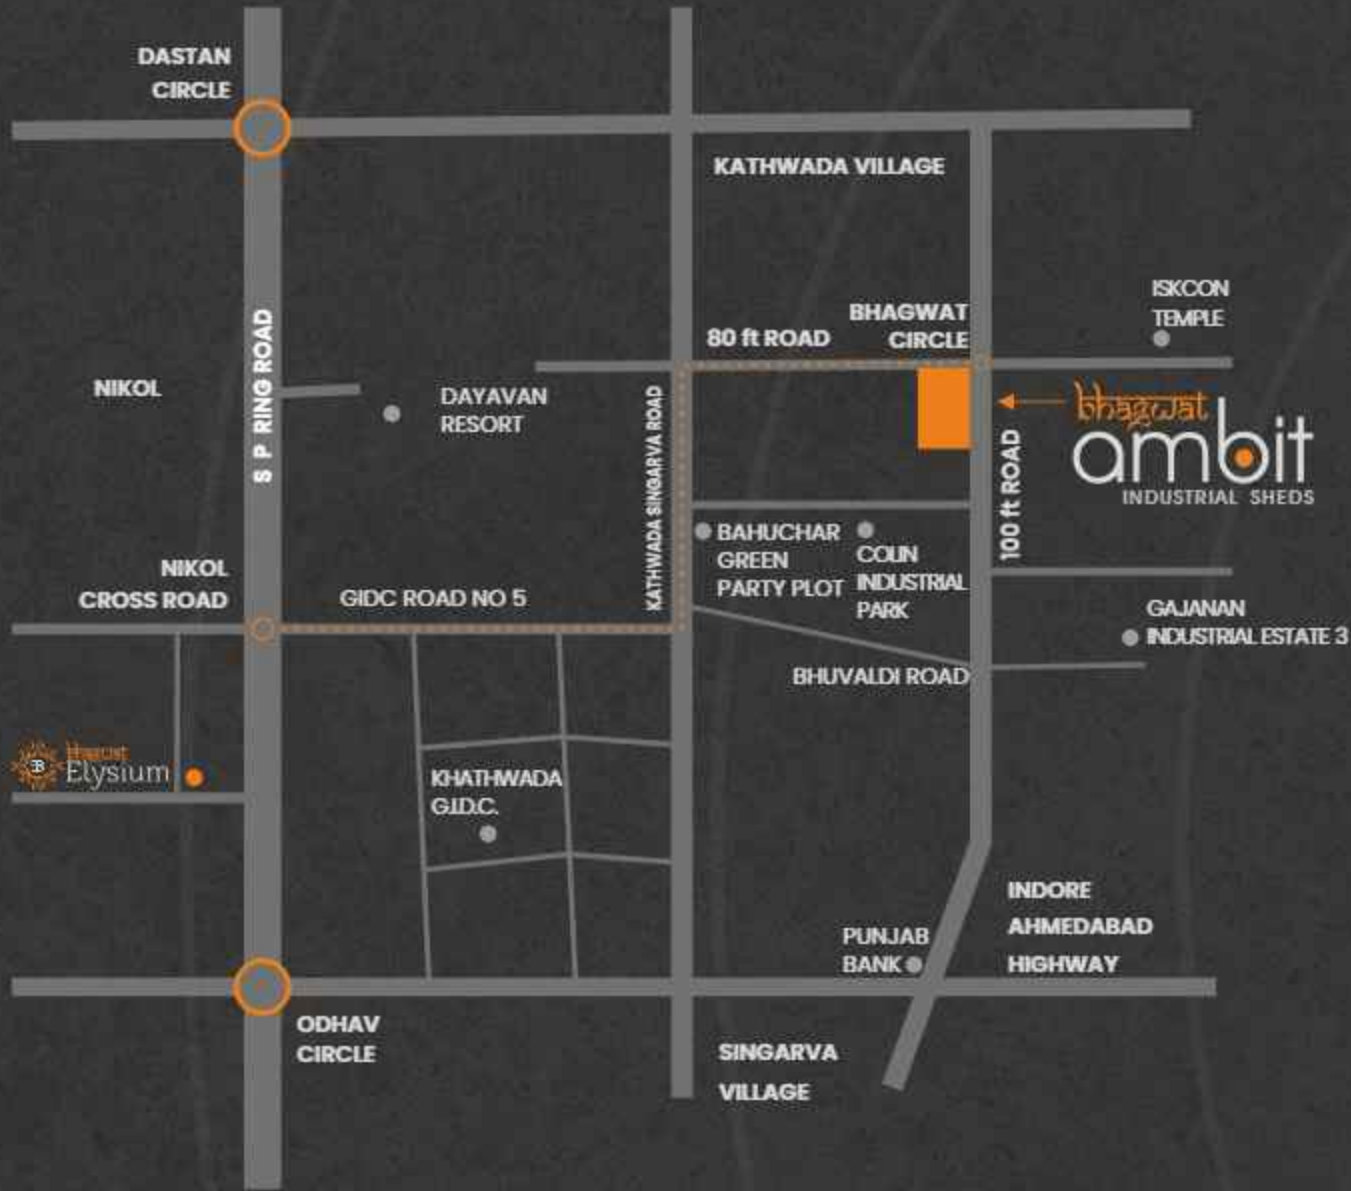 DASTAN
CIRCLE
KATHWADA VILLAGE
ISKCON
TEMPLE
BHAGWAT
CIRCLE
80 ft ROAD
S P RING ROAD
NIKOL
DAYAVAN
RESORT
KATHWADA SINGARVA ROAD
bhagwat
ambit
INDUSTRIAL SHEDS
100 ft ROAD
BAHUCHAR
GREEN
PARTY PLOT
COLIN
INDUSTRIAL
PARK
NIKOL
CROSS ROAD
GIDC ROAD NO 5
GAJANAN
INDUSTRIAL ESTATE 3
BHUVALDI ROAD
Bhagwat
Elysium
KHATHWADA
G.I.D.C.
INDORE
AHMEDABAD
HIGHWAY
PUNJAB
BANK
ODHAV
CIRCLE
SINGARVA
VILLAGE